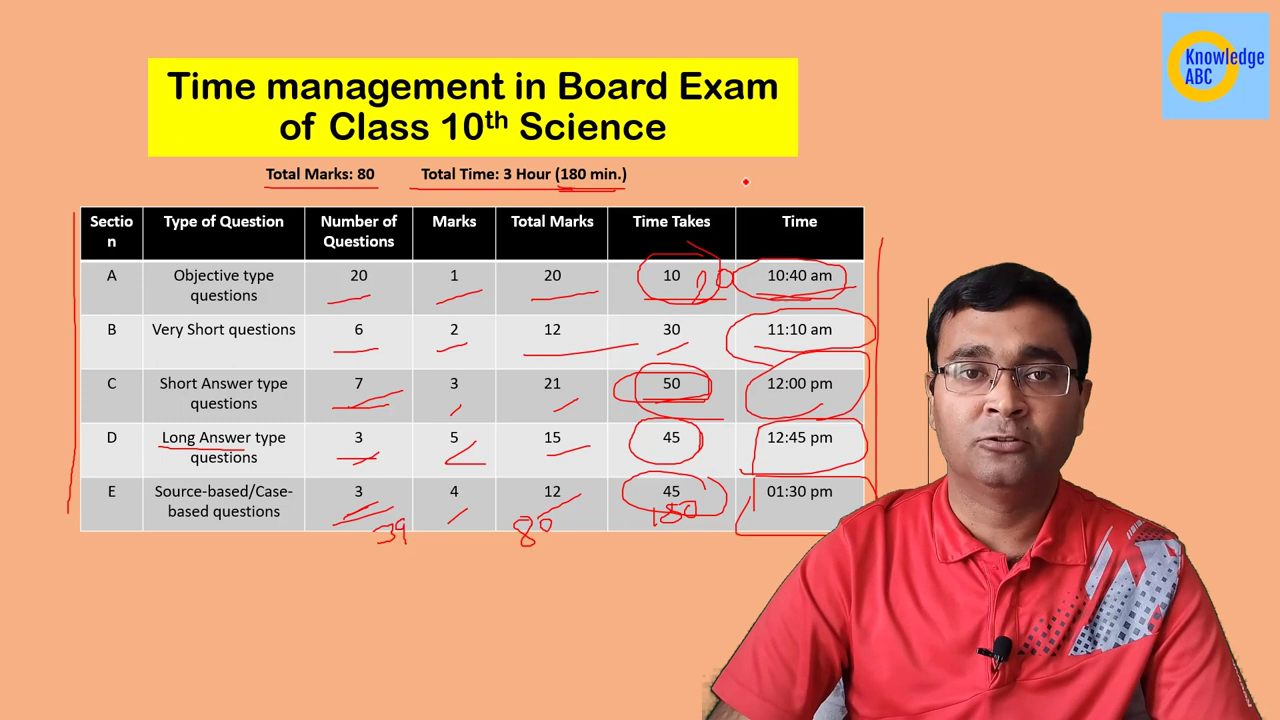 Knowledge
ABC
Time management in Board Exam
of Class 10th Science
Total Marks: 80 Total Time: 3 Hour (180 min.)
Sectio
n Type of Question Number of
Questions Marks Total Marks Time Takes Time
A Objective type
questions 20 1 20 10 10:40 am
B Very Short questions 6 2 12 30 11:10 am
C Short Answer type
questions 7 3 21 50 12:00 pm
D Long Answer type
questions 3 5 15 45 12:45 pm
E Source-based/Case-
based questions 3 4 12 45 01:30 pm
39 80 180